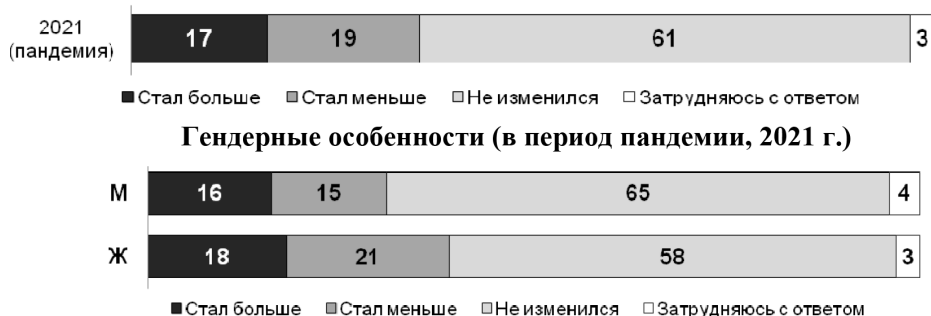 2021
(пандемия)
17 19 61 3
Стал больше Стал меньше Не изменился Затрудняюсь с ответом
Гендерные особенности (в период пандемии, 2021 г.)
М 16 15 65 4
Ж 18 21 58 3
Стал больше Стал меньше Не изменился Затрудняюсь с ответом